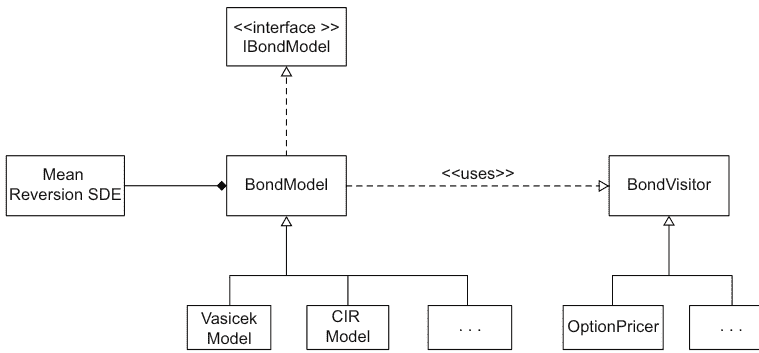 <<interface >>
IBondModel
Mean
Reversion SDE
BondModel
<<uses>>
BondVisitor
Vasicek
Model
CIR
Model
. . .
OptionPricer
. . .